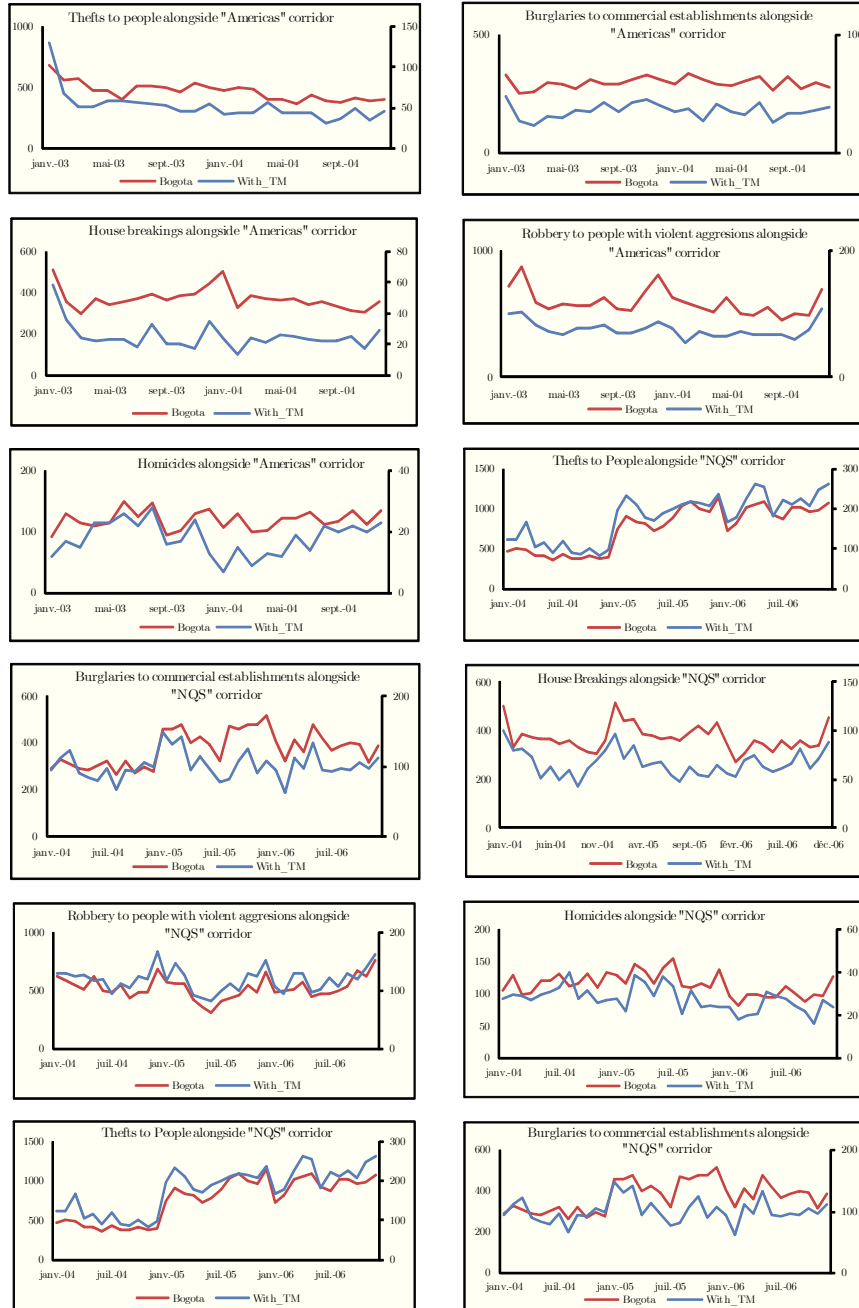 Thefts to people alongside "Americas" corridor
1000 150
100
500
50
0 0
janv.-03 mai-03 sept.-03 janv.-04 mai-04 sept.-04
Bogota With_TM
Burglaries to commercial establishments alongside
"Americas" corridor
500 100
0 0
janv.-03 mai-03 sept.-03 janv.-04 mai-04 sept.-04
Bogota With_TM
House breakings alongside "Americas" corridor
600 80
60
400
40
200
20
0 0
janv.-03 mai-03 sept.-03 janv.-04 mai-04 sept.-04
Bogota With_TM
Robbery to people with violent aggresions alongside
"Americas" corridor
1000 200
0 0
janv.-03 mai-03 sept.-03 janv.-04 mai-04 sept.-04
Bogota With_TM
Homicides alongside "Americas" corridor
200 40
100 20
0 0
janv.-03 mai-03 sept.-03 janv.-04 mai-04 sept.-04
Bogota With_TM
Thefts to People alongside "NQS" corridor
1500 300
1000 200
500 100
0 0
janv.-04 juil.-04 janv.-05 juil.-05 janv.-06 juil.-06
Bogota With_TM
Burglaries to commercial establishments alongside
"NQS" corridor
600 200
400
100
200
0 0
janv.-04 juil.-04 janv.-05 juil.-05 janv.-06 juil.-06
Bogota With_TM
House Breakings alongside "NQS" corridor
600 150
400 100
200 50
0 0
janv.-04 juin-04 nov.-04 avr.-05 sept.-05 févr.-06 juil.-06 déc.-06
Bogota With_TM
Robbery to people with violent aggresions alongside
"NQS" corridor
1000 200
500 100
0 0
janv.-04 juil.-04 janv.-05 juil.-05 janv.-06 juil.-06
Bogota With_TM
Homicides alongside "NQS" corridor
200 60
150
40
100
20
50
0 0
janv.-04 juil.-04 janv.-05 juil.-05 janv.-06 juil.-06
Bogota With_TM
Thefts to People alongside "NQS" corridor
1500 300
1000 200
500 100
0 0
janv.-04 juil.-04 janv.-05 juil.-05 janv.-06 juil.-06
Bogota With_TM
Burglaries to commercial establishments alongside
"NQS" corridor
600 200
400
100
200
0 0
janv.-04 juil.-04 janv.-05 juil.-05 janv.-06 juil.-06
Bogota With_TM